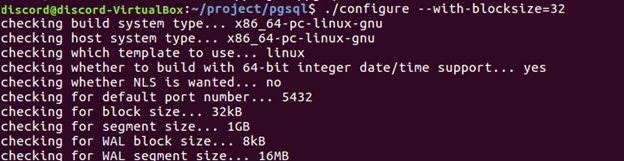 discord@discord-VirtualBox:~/project/pgsql$ ./configure --with-blocksize=32
checking build system type... x86_64-pc-linux-gnu
checking host system type... x86_64-pc-linux-gnu
checking which template to use... linux
checking whether to build with 64-bit integer date/time support... yes
checking whether NLS is wanted... no
checking for default port number... 5432
checking for block size... 32kB
checking for segment size... 1GB
checking for WAL block size... 8kB
checking for WAL segment size... 16MB